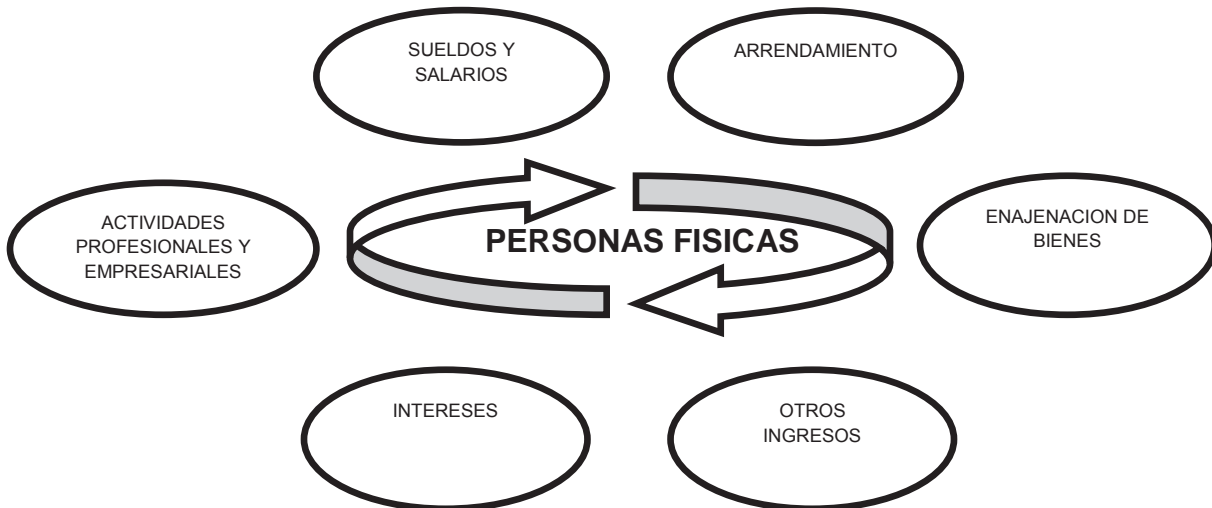 SUELDOS Y
SALARIOS
ARRENDAMIENTO
ACTIVIDADES
PROFESIONALES Y
EMPRESARIALES
PERSONAS FISICAS
ENAJENACION DE
BIENES
INTERESES
OTROS
INGRESOS